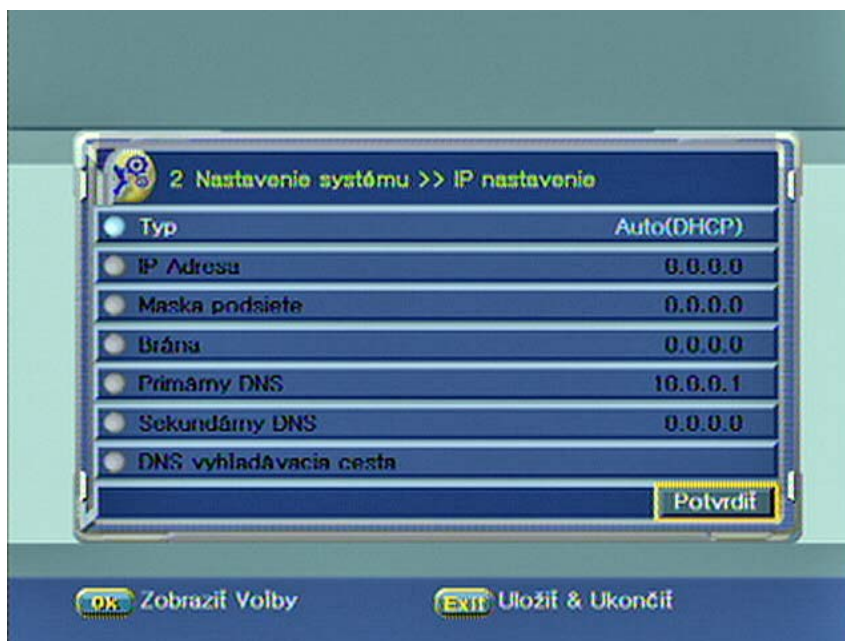 2 Nastavenie systému >> IP nastavenie
Typ Auto(DHCP)
IP Adresa 0.0.0.0
Maska podsiete 0.0.0.0
Brána 0.0.0.0
Primárny DNS 10.0.0.1
Sekundárny DNS 0.0.0.0
DNS vyhladávacia cesta
Potvrdiť
Ok Zobraziť Voľby Exit Uložiť & Ukončiť